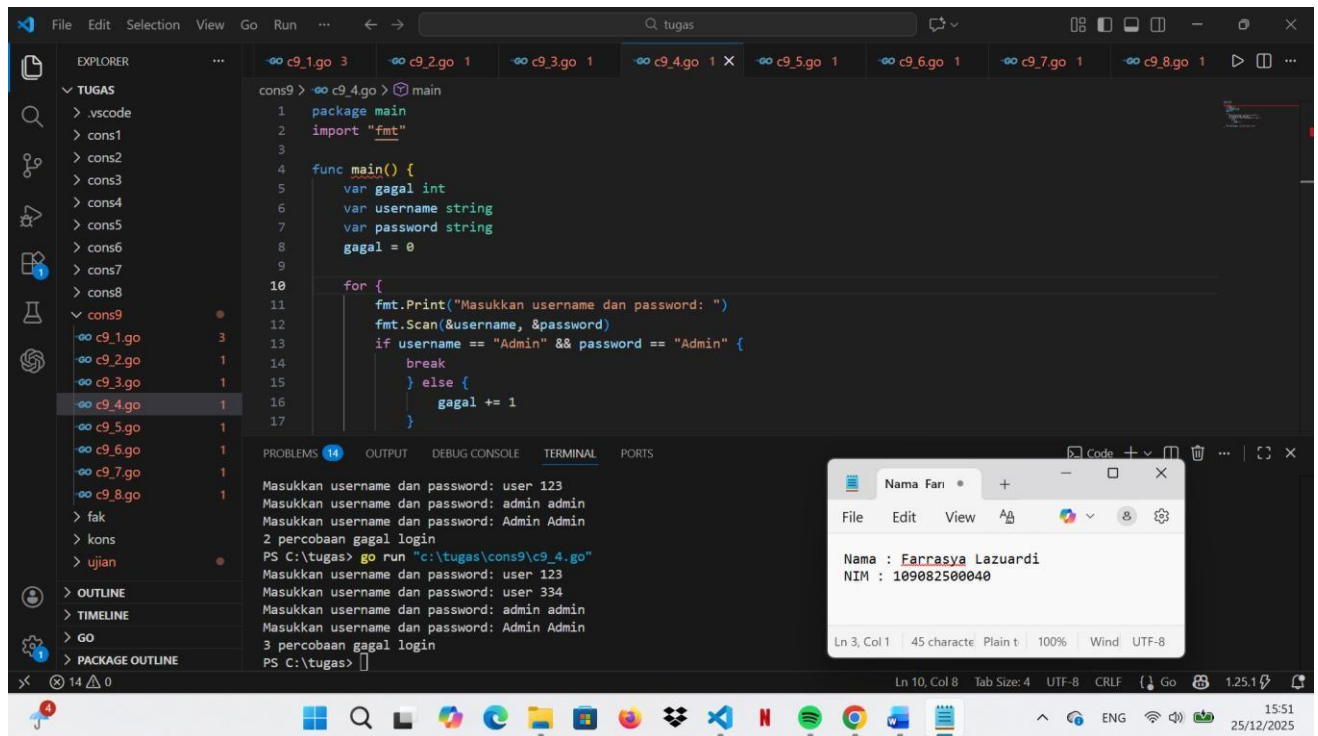 File Edit Selection View Go Run ... tugas
EXPLORER ...
TUGAS
.vscode
cons1
cons2
cons3
cons4
cons5
cons6
cons7
cons8
cons9
c9_1.go 3
c9_2.go 1
c9_3.go 1
c9_4.go 1
c9_5.go 1
c9_6.go 1
c9_7.go 1
c9_8.go 1
fak
kons
ujian
OUTLINE
TIMELINE
GO
PACKAGE OUTLINE
c9_1.go 3 c9_2.go 1 c9_3.go 1 c9_4.go 1 c9_5.go 1 c9_6.go 1 c9_7.go 1 c9_8.go 1
cons9 > c9_4.go > main
1 package main
2 import "fmt"
3
4 func main() {
5 var gagal int
6 var username string
7 var password string
8 gagal = 0
9
10 for {
11 fmt.Print("Masukkan username dan password: ")
12 fmt.Scan(&username, &password)
13 if username == "Admin" && password == "Admin" {
14 break
15 } else {
16 gagal += 1
17 }
PROBLEMS 14 OUTPUT DEBUG CONSOLE TERMINAL PORTS
Code
Masukkan username dan password: user 123
Masukkan username dan password: admin admin
Masukkan username dan password: Admin Admin
2 percobaan gagal login
PS C:\tugas> go run "c:\tugas\cons9\c9_4.go"
Masukkan username dan password: user 123
Masukkan username dan password: user 334
Masukkan username dan password: admin admin
Masukkan username dan password: Admin Admin
3 percobaan gagal login
PS C:\tugas>
Nama Farr
File Edit View
Nama : Farrasya Lazuardi
NIM : 109082500040
Ln 3, Col 1 45 characte Plain t 100% Wind UTF-8
14 0 Ln 10, Col 8 Tab Size: 4 UTF-8 CRLF Go 1.25.1
4 ENG 15:51
25/12/2025